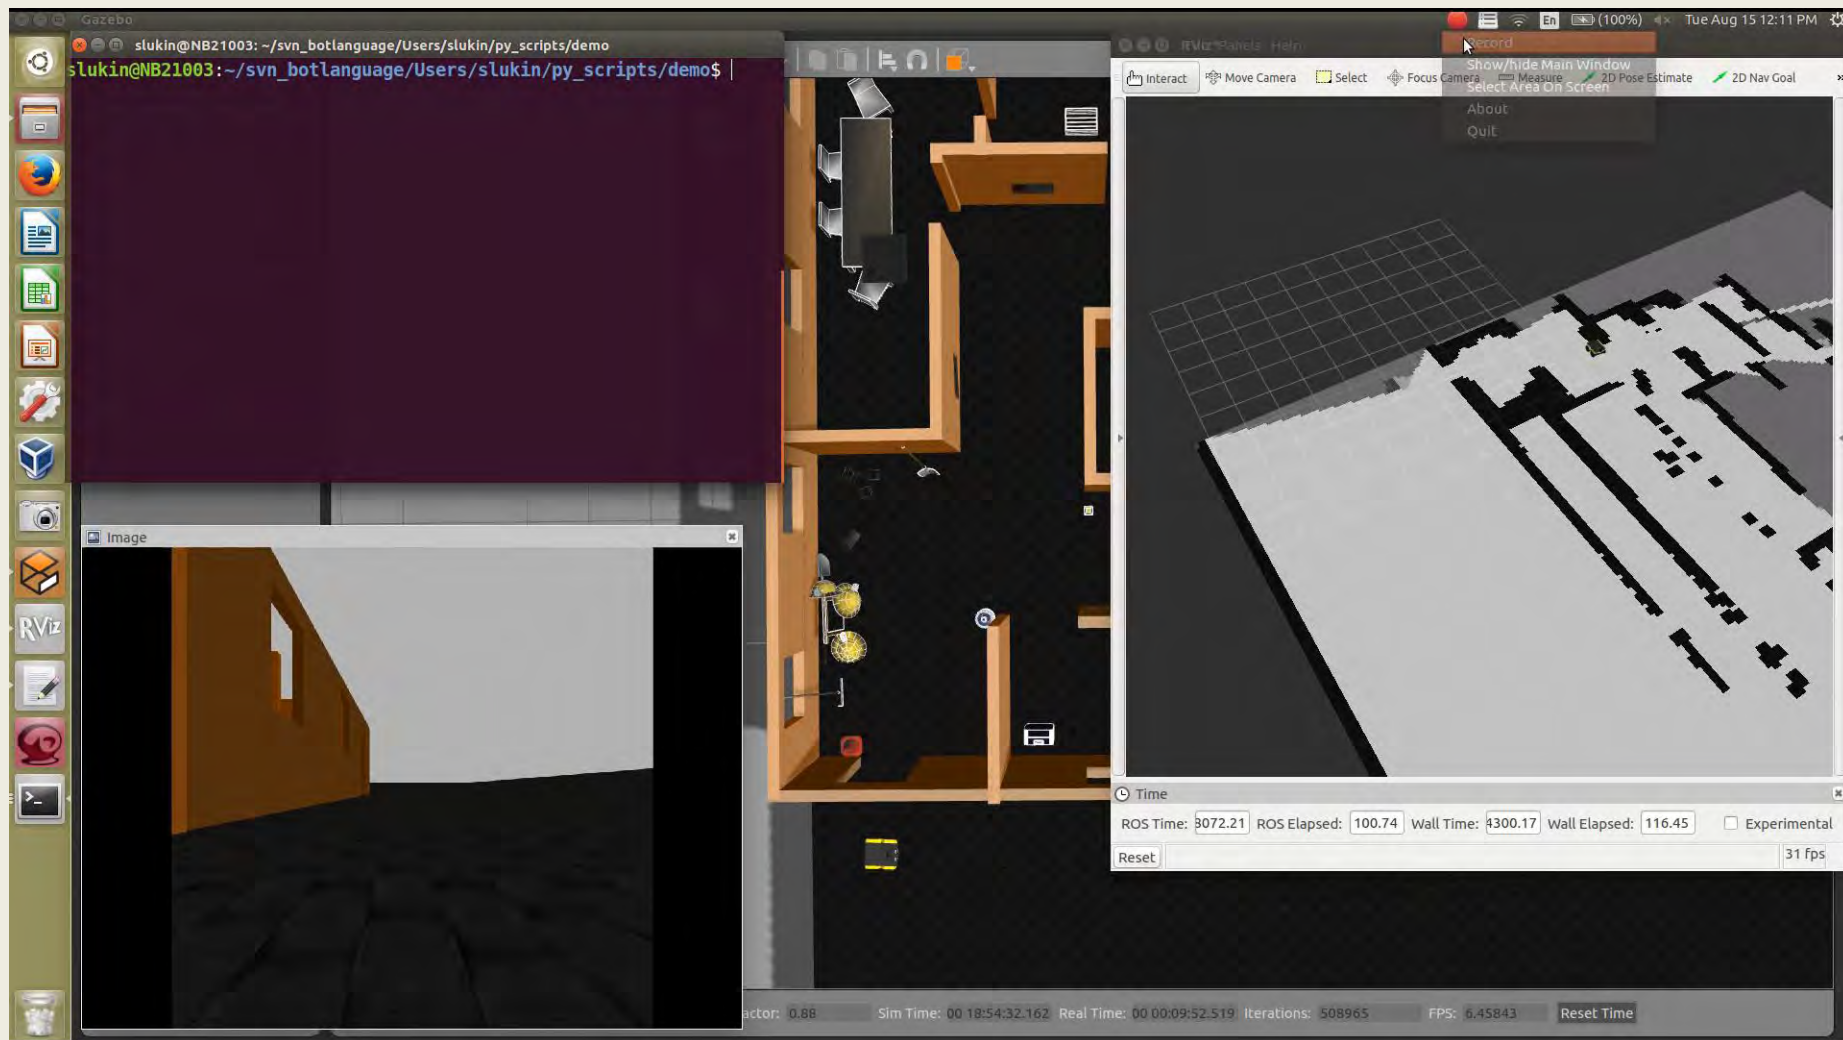 Gazebo
En (100%) Tue Aug 15 12:11 PM
slukin@NB21003: ~/svn_botlanguage/Users/slukin/py_scripts/demo
slukin@NB21003:~/svn_botlanguage/Users/slukin/py_scripts/demo$
RViz* Panels Help
Record
Show/hide Main Window
Select Area On Screen
About
Quit
Interact Move Camera Select Focus Camera Measure 2D Pose Estimate 2D Nav Goal »
RViz
Image
Time
ROS Time: 3072.21 ROS Elapsed: 100.74 Wall Time: 4300.17 Wall Elapsed: 116.45 Experimental
Reset 31 fps
actor: 0.88 Sim Time: 00 18:54:32.162 Real Time: 00 00:09:52.519 Iterations: 508965 FPS: 6.45843 Reset Time